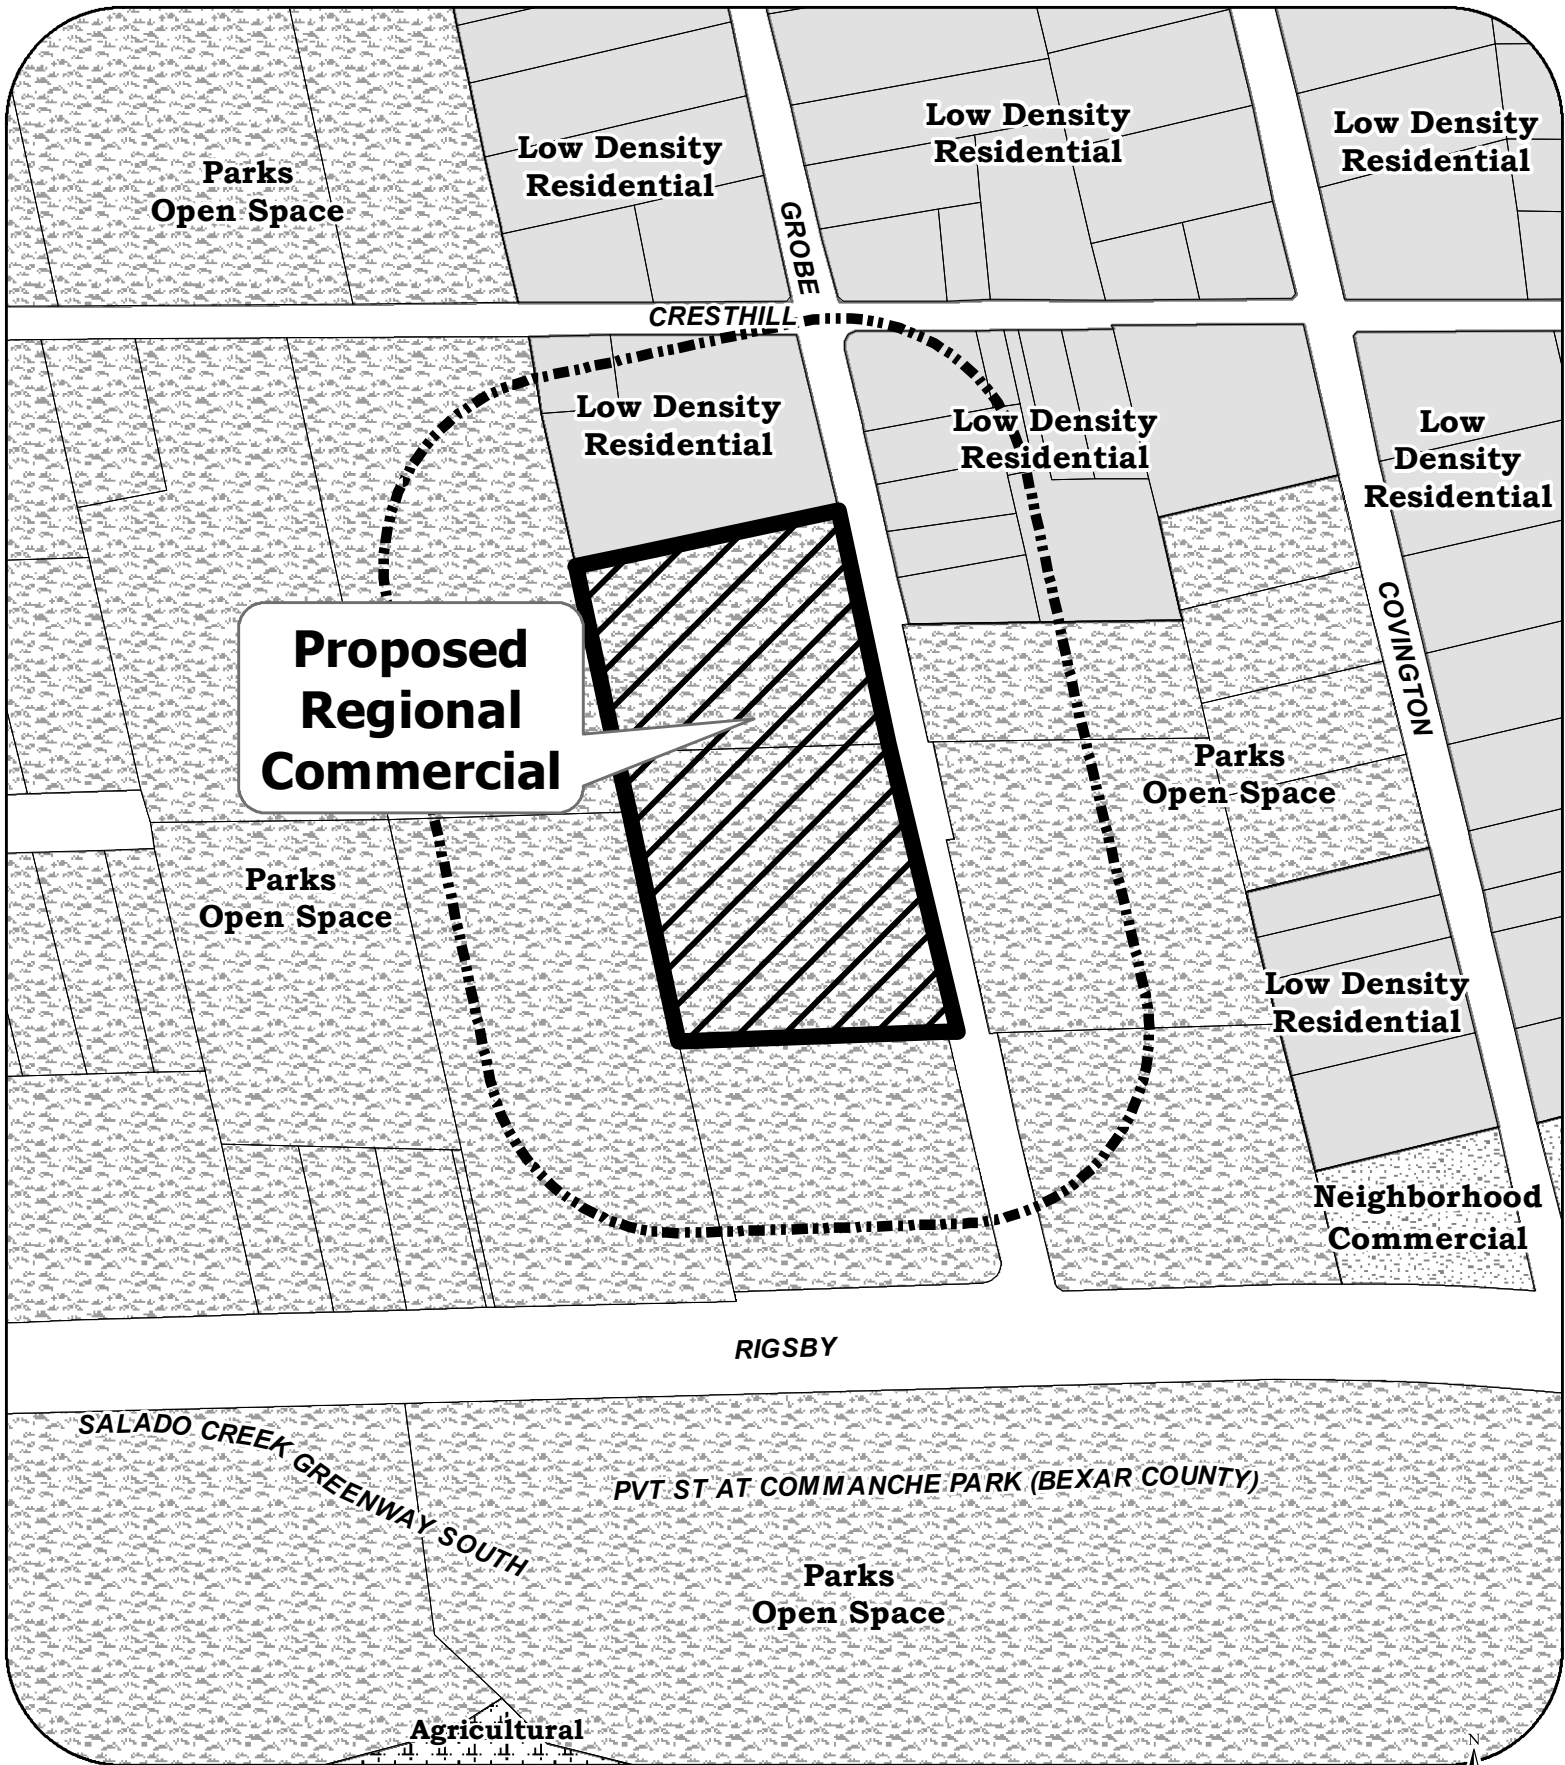 Low Density
Residential
Low Density
Residential
Low Density
Residential
Parks
Open Space
GROBE
CRESTHILL
Low Density
Residential
Low Density
Residential
Low
Density
Residential
COVINGTON
Proposed
Regional
Commercial
Parks
Open Space
Parks
Open Space
Low Density
Residential
Neighborhood
Commercial
RIGSBY
SALADO CREEK GREENWAY SOUTH
PVT ST AT COMMANCHE PARK (BEXAR COUNTY)
Parks
Open Space
Agricultural
N